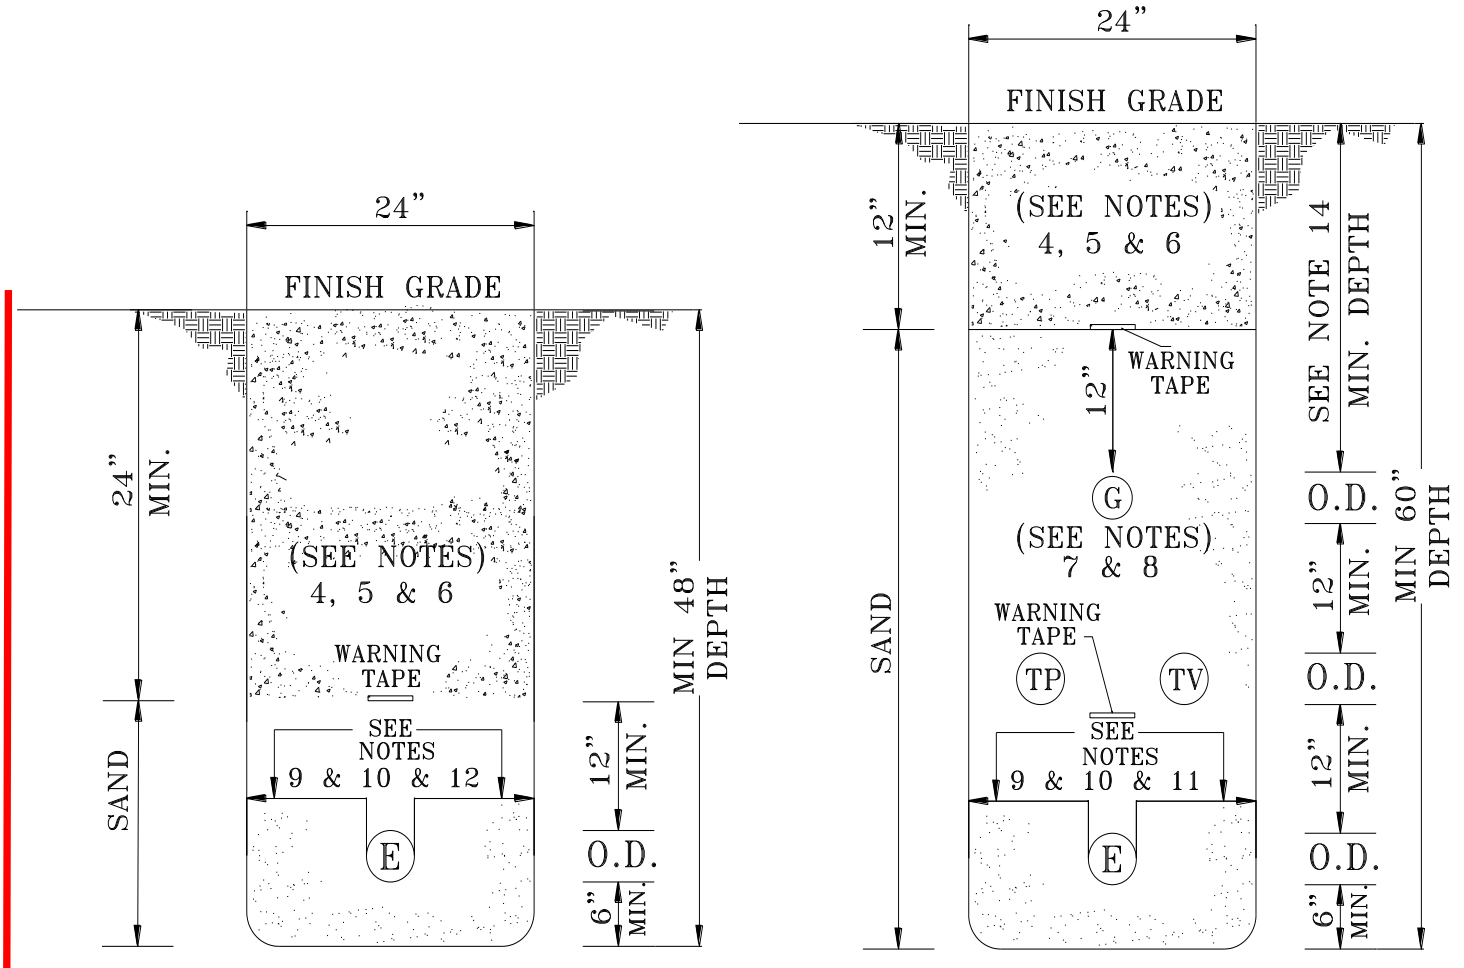 24"
FINISH GRADE
24"
MIN.
(SEE NOTES)
4, 5 & 6
WARNING
TAPE
SEE
NOTES
9 & 10 & 12
SAND
E
12"
MIN.
O.D.
6"
MIN.
MIN 48"
DEPTH
24"
FINISH GRADE
12"
MIN.
(SEE NOTES)
4, 5 & 6
WARNING
TAPE
12"
G
(SEE NOTES)
7 & 8
SAND
WARNING
TAPE
TP
TV
SEE
NOTES
9 & 10 & 11
E
SEE NOTE 14
MIN. DEPTH
O.D.
12"
MIN.
O.D.
12"
MIN.
O.D.
6"
MIN.
MIN 60"
DEPTH